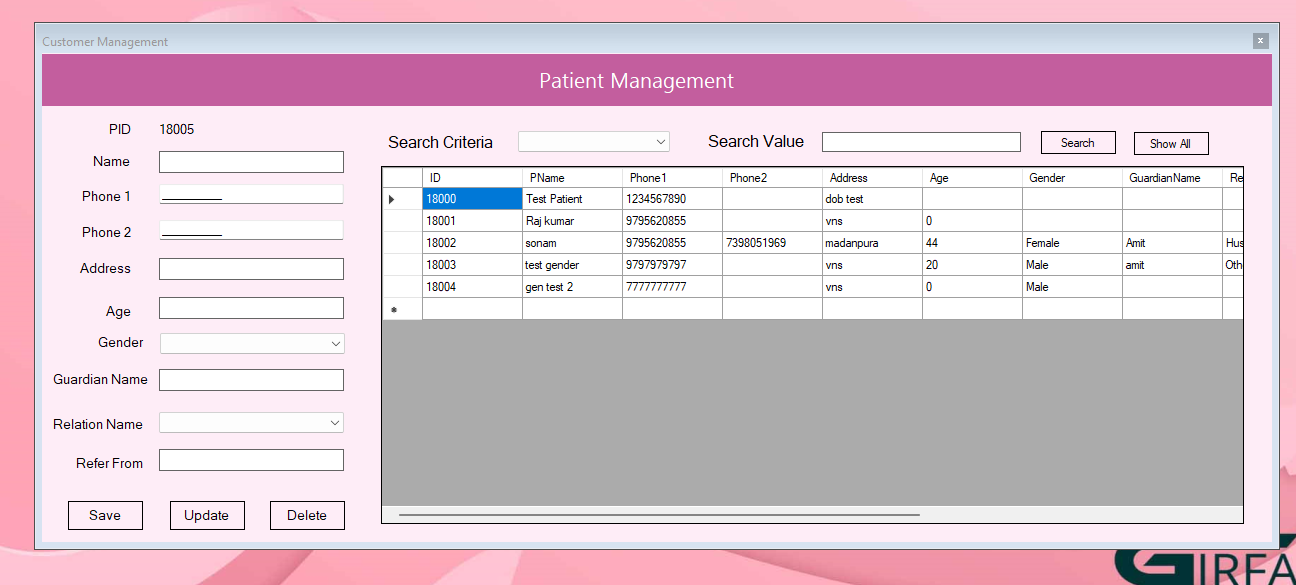 Customer Management
x
Patient Management
PID 18005
Name
Phone 1
Phone 2
Address
Age
Gender
Guardian Name
Relation Name
Refer From
Save Update Delete
Search Criteria Search Value Search Show All
ID PName Phone1 Phone2 Address Age Gender GuardianName Re
18000 Test Patient 1234567890 dob test
18001 Raj kumar 9795620855 vns 0
18002 sonam 9795620855 7398051969 madanpura 44 Female Amit Hus
18003 test gender 9797979797 vns 20 Male amit Oth
18004 gen test 2 7777777777 vns 0 Male
GIRFA